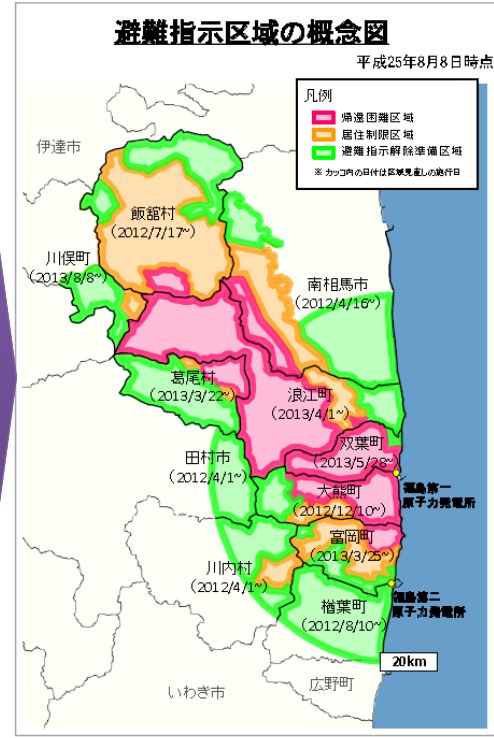 避難指示区域の概念図
平成25年8月8日時点
凡例
帰還困難区域
居住制限区域
避難指示解除準備区域
※ カッコ内の日付は区域見直しの施行日
伊達市
飯舘村
(2012/7/17~)
川俣町
(2013/8/8~)
南相馬市
(2012/4/16~)
葛尾村
(2013/3/22~)
浪江町
(2013/4/1~)
双葉町
(2013/5/28~)
田村市
(2012/4/1~)
福島第一
原子力発電所
大熊町
(2012/12/10~)
富岡町
(2013/3/25~)
川内村
(2012/4/1~)
福島第二
原子力発電所
楢葉町
(2012/8/10~)
20km
広野町
いわき市